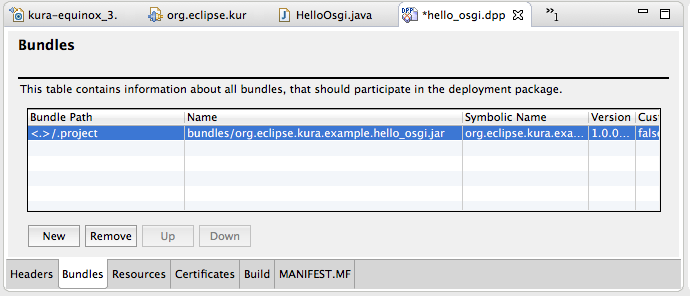 kura-equinox_3. org.eclipse.kur HelloOsgi.java *hello_osgi.dpp »1
Bundles
This table contains information about all bundles, that should participate in the deployment package.
Bundle Path Name Symbolic Name Version Cust
<.>/.project bundles/org.eclipse.kura.example.hello_osgi.jar org.eclipse.kura.exa... 1.0.0... false
New Remove Up Down
Headers Bundles Resources Certificates Build MANIFEST.MF